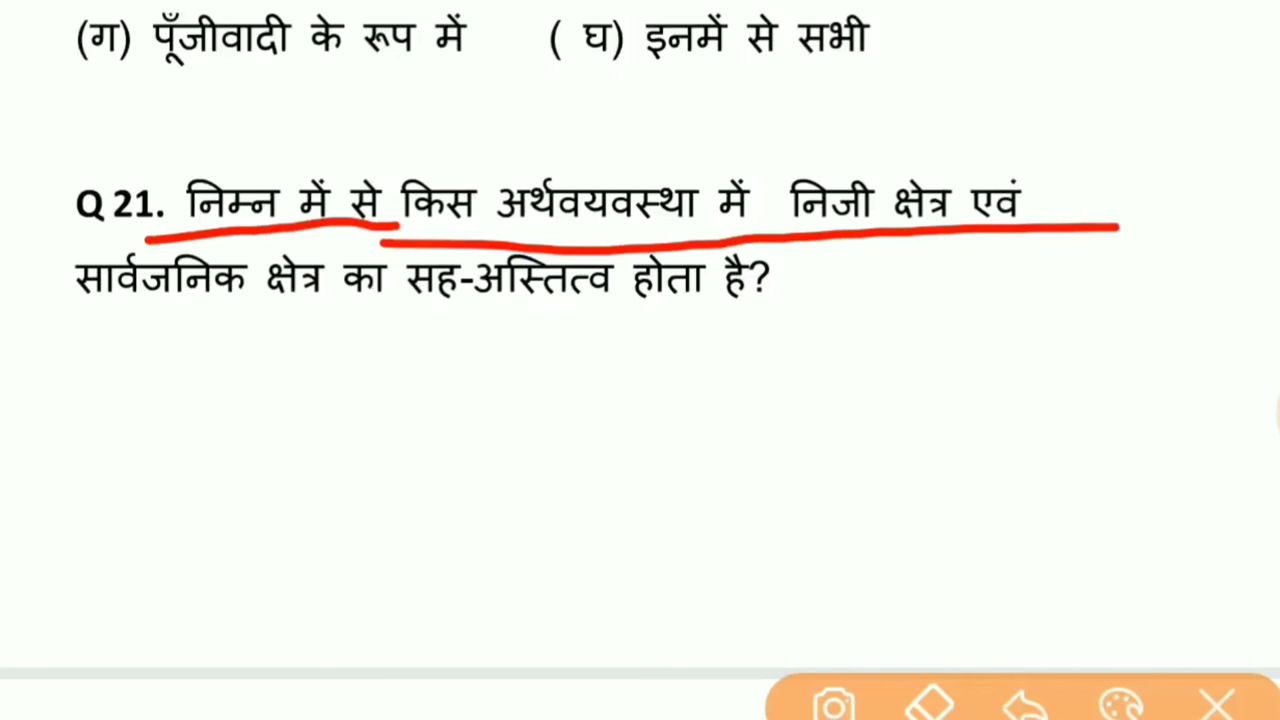 (ग) पूँजीवादी के रूप में ( घ) इनमें से सभी
Q 21. निम्न में से किस अर्थवयवस्था में निजी क्षेत्र एवं
सार्वजनिक क्षेत्र का सह-अस्तित्व होता है?